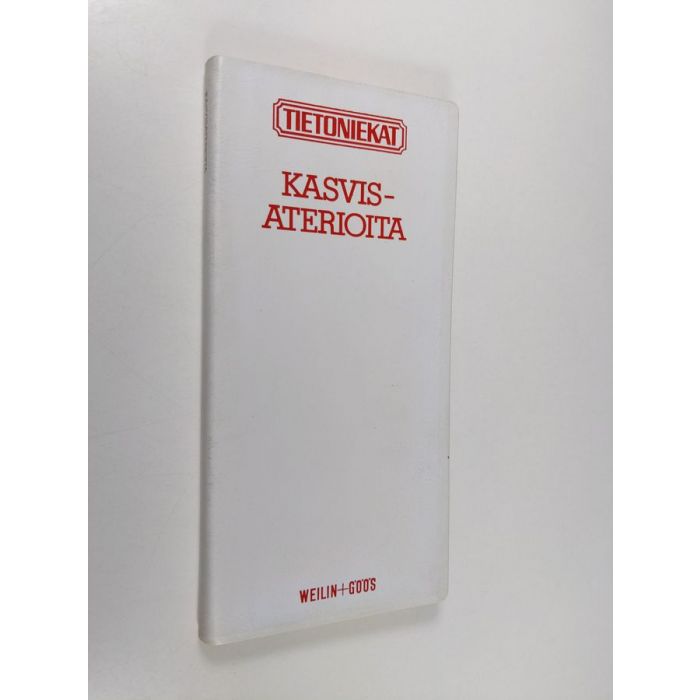 TIETONIEKAT
KASVIS-
ATERIOITA
WEILIN+GÖÖS